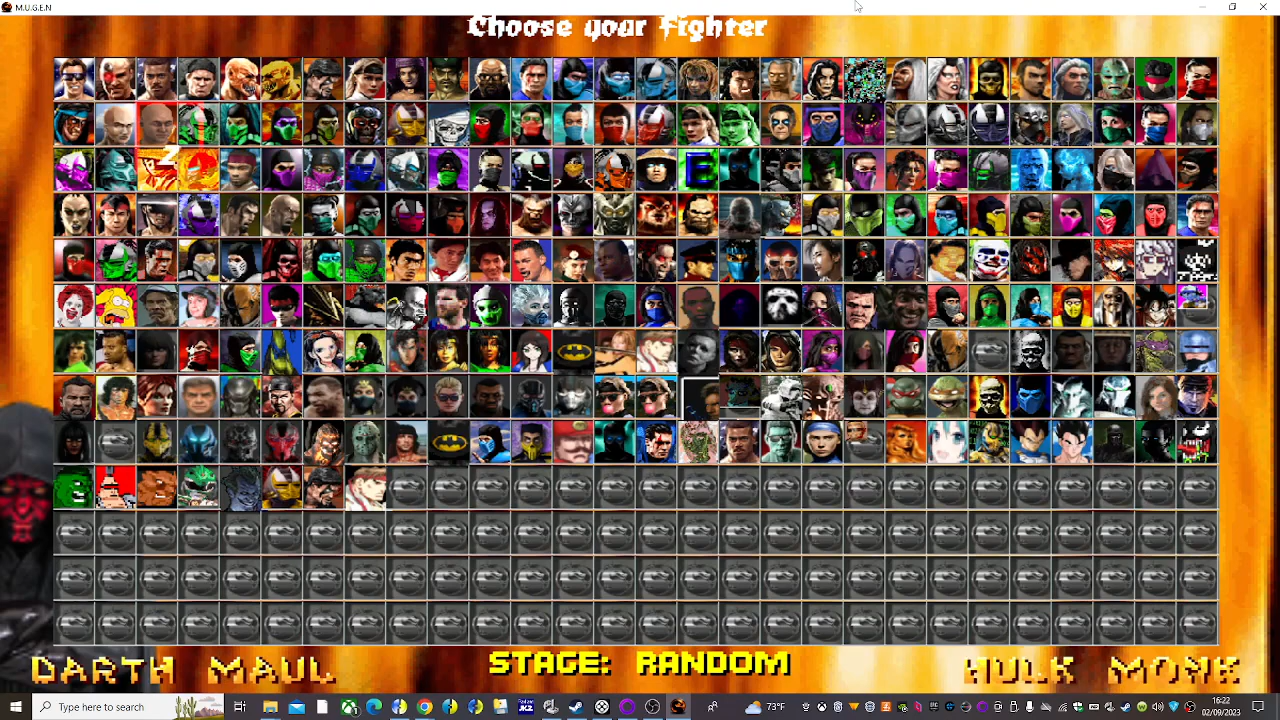 M.U.G.E.N
Choose your Fighter
E
DARTH MAUL
STAGE: RANDOM
HULK MONK
Type here to search
73°F
16:22
02/09/2023